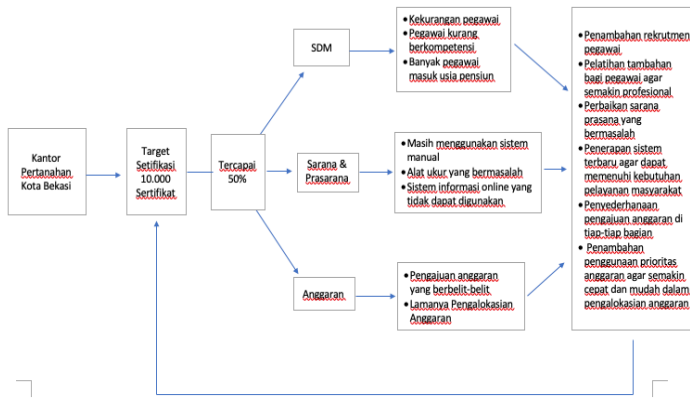 Kantor
Pertanahan
Kota Bekasi
Target
Setifikasi
10.000
Sertifikat
Tercapai
50%
SDM
• Kekurangan pegawai
• Pegawai kurang
berkompetensi
• Banyak pegawai
masuk usia pensiun
Sarana &
Prasarana
• Masih menggunakan sistem
manual
• Alat ukur yang bermasalah
• Sistem informasi online yang
tidak dapat digunakan
Anggaran
• Pengajuan anggaran
yang berbelit-belit
• Lamanya Pengalokasian
Anggaran
• Penambahan rekrutmen
pegawai
• Pelatihan tambahan
bagi pegawai agar
semakin profesional
• Perbaikan sarana
prasana yang
bermasalah
• Penerapan sistem
terbaru agar dapat
memenuhi kebutuhan
pelayanan masyarakat
• Penyederhanaan
pengajuan anggaran di
tiap-tiap bagian
• Penambahan
penggunaan prioritas
anggaran agar semakin
cepat dan mudah dalam
pengalokasian anggaran